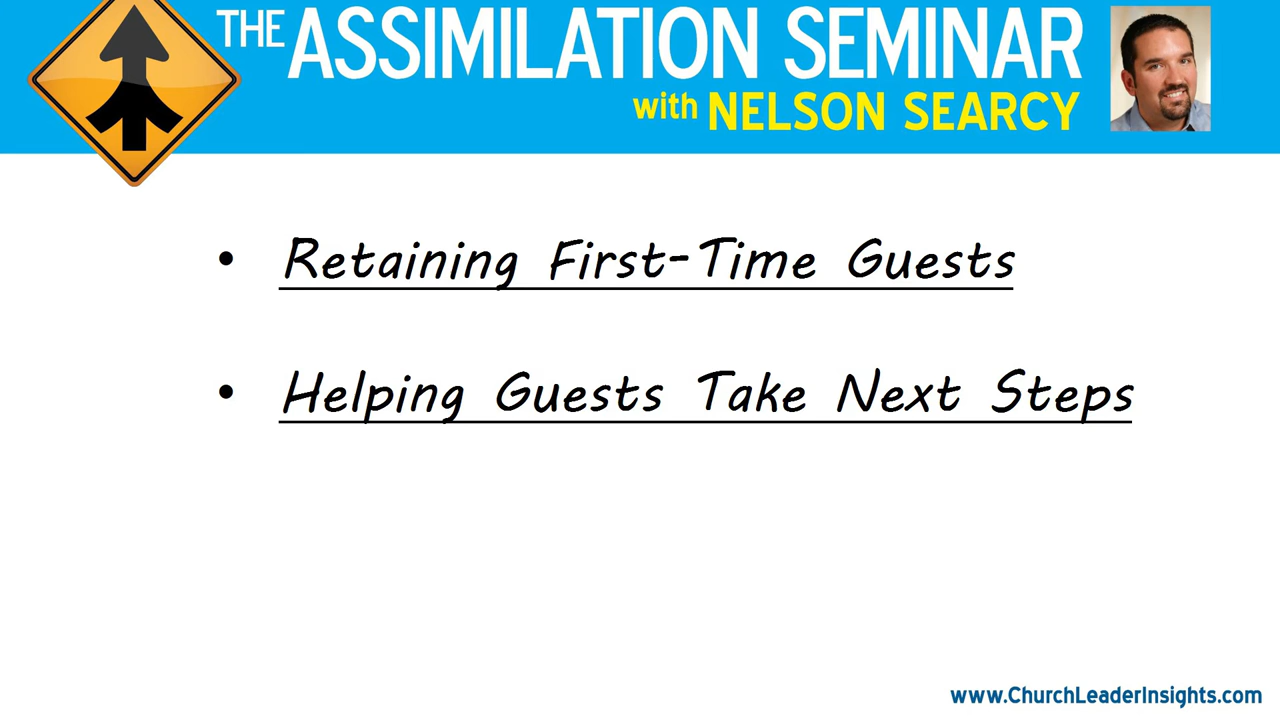 THE ASSIMILATION SEMINAR
with NELSON SEARCY
• Retaining First-Time Guests
• Helping Guests Take Next Steps
www.ChurchLeaderInsights.com